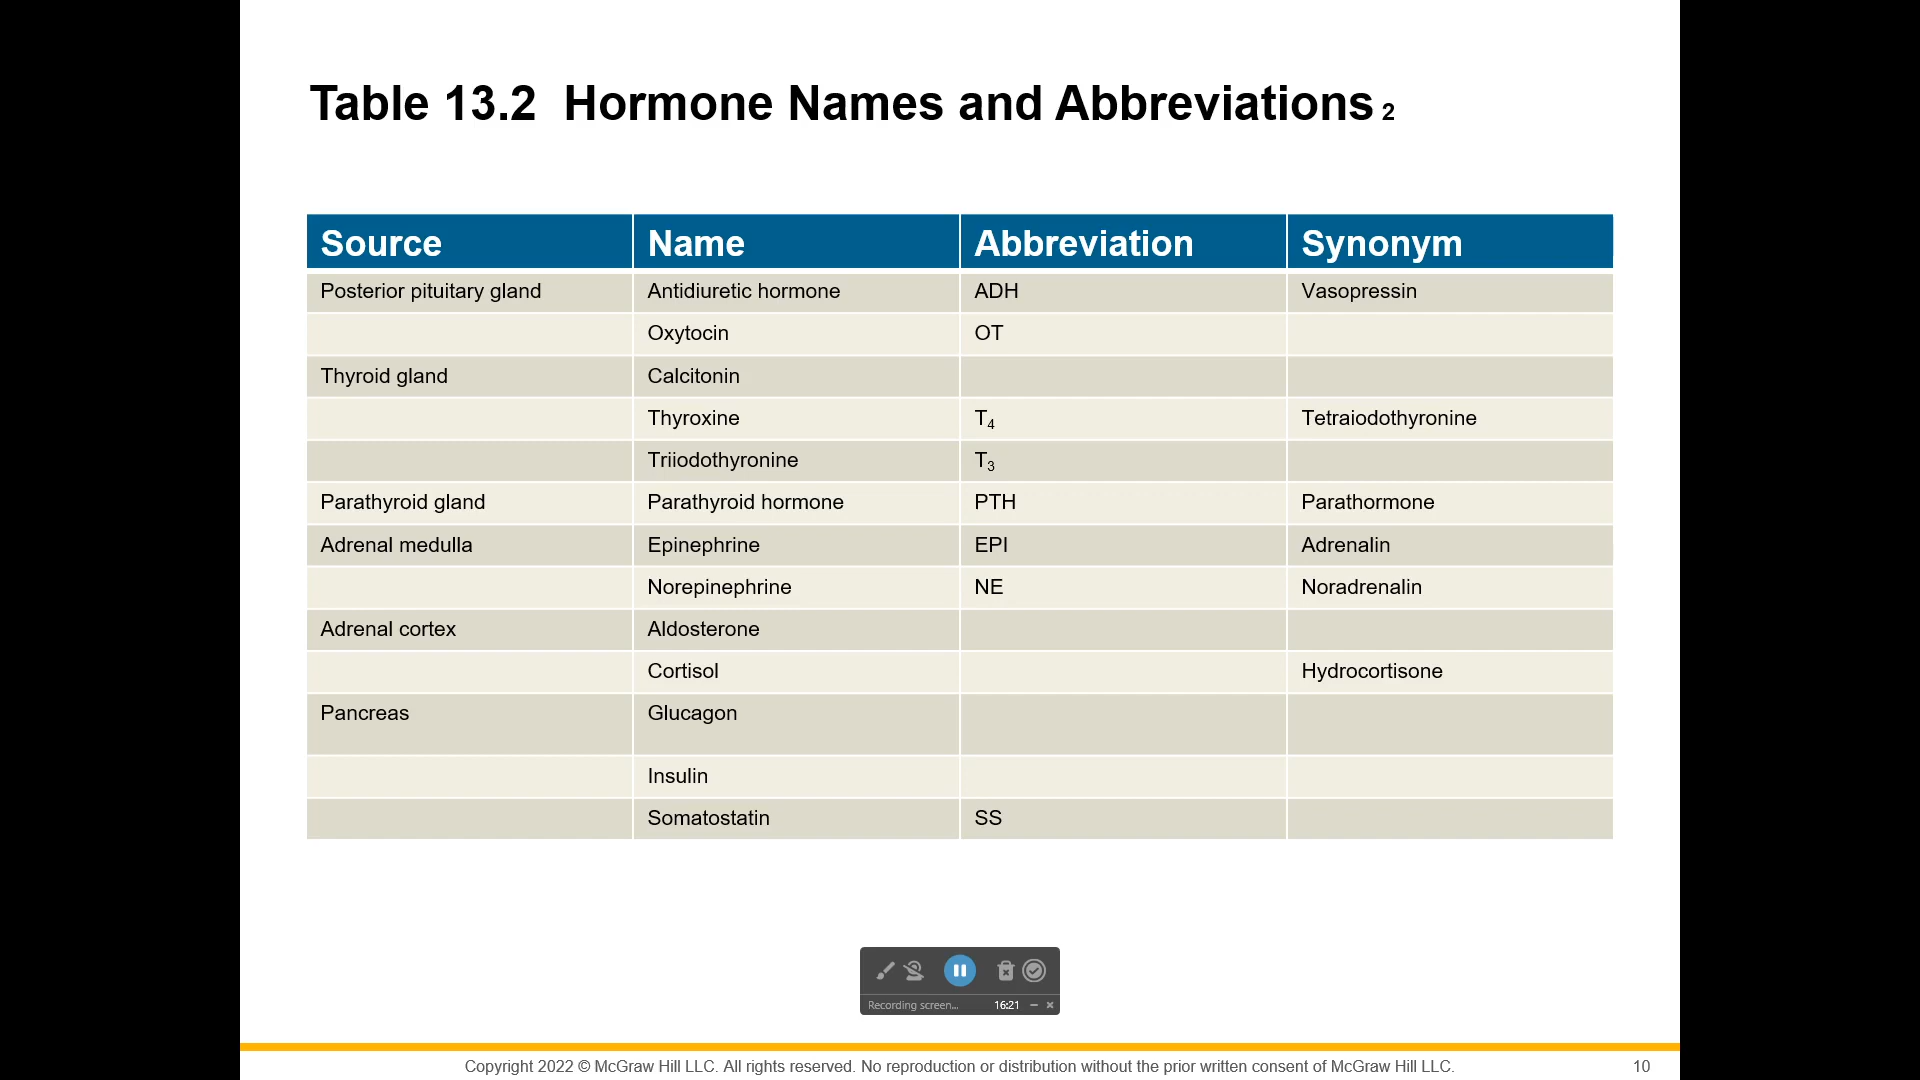 Table 13.2 Hormone Names and Abbreviations 2
Source Name Abbreviation Synonym
Posterior pituitary gland Antidiuretic hormone ADH Vasopressin
Oxytocin OT
Thyroid gland Calcitonin
Thyroxine T4 Tetraiodothyronine
Triiodothyronine T3
Parathyroid gland Parathyroid hormone PTH Parathormone
Adrenal medulla Epinephrine EPI Adrenalin
Norepinephrine NE Noradrenalin
Adrenal cortex Aldosterone
Cortisol Hydrocortisone
Pancreas Glucagon
Insulin
Somatostatin SS
Recording screen... 16:21
Copyright 2022 © McGraw Hill LLC. All rights reserved. No reproduction or distribution without the prior written consent of McGraw Hill LLC. 10